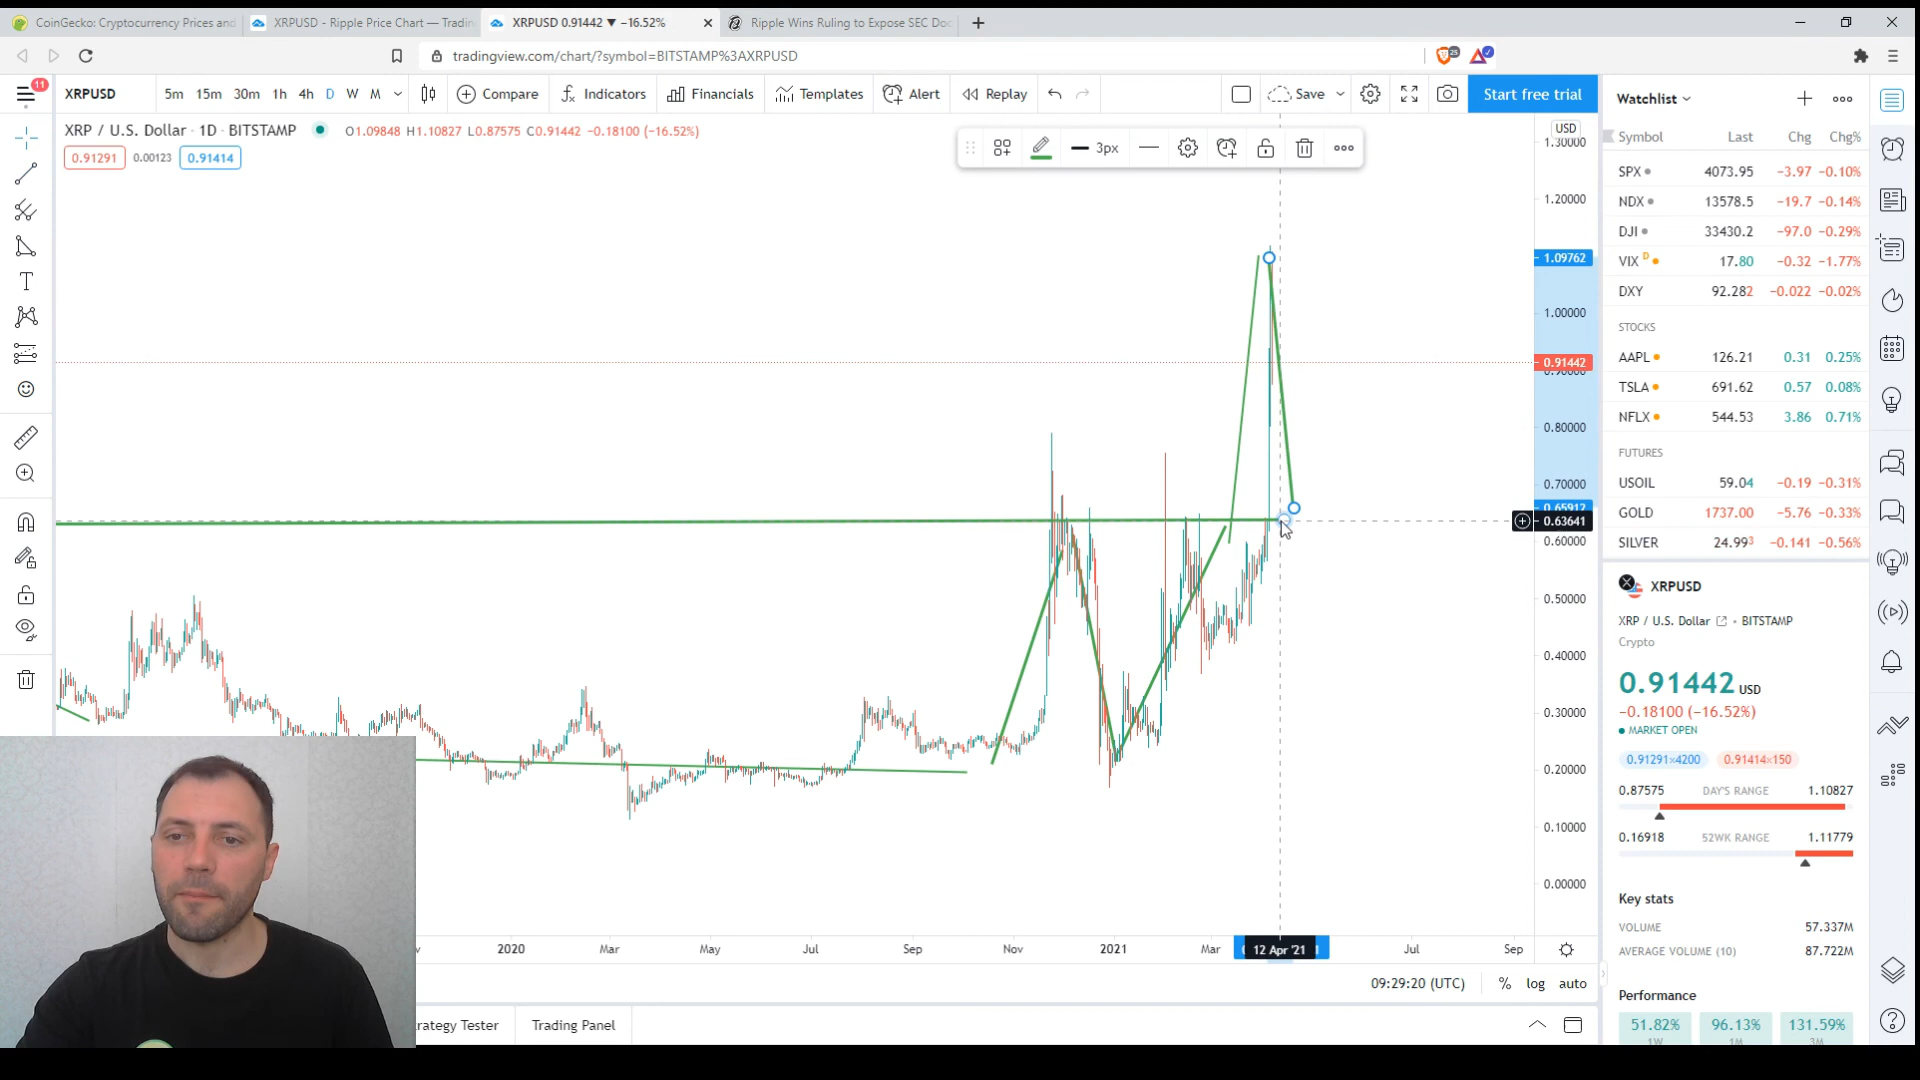 CoinGecko: Cryptocurrency Prices and
XRPUSD - Ripple Price Chart — Tradin
XRPUSD 0.91442 ▼ −16.52%
Ripple Wins Ruling to Expose SEC Doc
tradingview.com/chart/?symbol=BITSTAMP%3AXRPUSD
25
11
XRPUSD
5m 15m 30m 1h 4h D W M
Compare
Indicators
Financials
Templates
Alert
Replay
Save
Start free trial
XRP / U.S. Dollar · 1D · BITSTAMP
O1.09848 H1.10827 L0.87575 C0.91442 −0.18100 (−16.52%)
0.91291 0.00123 0.91414
3px
USD
1.30000
1.20000
1.09762
1.00000
0.91442
0.90000
0.80000
0.70000
0.65912
0.63641
0.60000
0.50000
0.40000
0.30000
0.20000
0.10000
0.00000
2020 Mar May Jul Sep Nov 2021 Mar 12 Apr '21 Jul Sep
09:29:20 (UTC) % log auto
rategy Tester
Trading Panel
Watchlist
Symbol Last Chg Chg%
SPX 4073.95 −3.97 −0.10%
NDX 13578.5 −19.7 −0.14%
DJI 33430.2 −97.0 −0.29%
VIX D 17.80 −0.32 −1.77%
DXY 92.282 −0.022 −0.02%
STOCKS
AAPL 126.21 0.31 0.25%
TSLA 691.62 0.57 0.08%
NFLX 544.53 3.86 0.71%
FUTURES
USOIL 59.04 −0.19 −0.31%
GOLD 1737.00 −5.76 −0.33%
SILVER 24.993 −0.141 −0.56%
XRPUSD
XRP / U.S. Dollar • BITSTAMP
Crypto
0.91442 USD
−0.18100 (−16.52%)
MARKET OPEN
0.91291×4200 0.91414×150
0.87575 DAY'S RANGE 1.10827
0.16918 52WK RANGE 1.11779
Key stats
VOLUME 57.337M
AVERAGE VOLUME (10) 87.722M
Performance
51.82% 96.13% 131.59%
1W 1M 3M